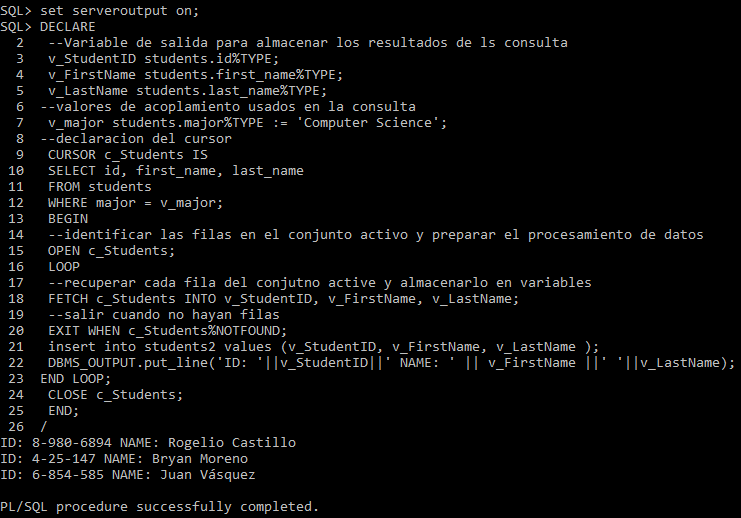 SQL> set serveroutput on;
SQL> DECLARE
  2   --Variable de salida para almacenar los resultados de ls consulta
  3   v_StudentID students.id%TYPE;
  4   v_FirstName students.first_name%TYPE;
  5   v_LastName students.last_name%TYPE;
  6  --valores de acoplamiento usados en la consulta
  7   v_major students.major%TYPE := 'Computer Science';
  8  --declaracion del cursor
  9   CURSOR c_Students IS
 10   SELECT id, first_name, last_name
 11   FROM students
 12   WHERE major = v_major;
 13   BEGIN
 14   --identificar las filas en el conjunto activo y preparar el procesamiento de datos
 15   OPEN c_Students;
 16   LOOP
 17   --recuperar cada fila del conjutno active y almacenarlo en variables
 18   FETCH c_Students INTO v_StudentID, v_FirstName, v_LastName;
 19   --salir cuando no hayan filas
 20   EXIT WHEN c_Students%NOTFOUND;
 21   insert into students2 values (v_StudentID, v_FirstName, v_LastName );
 22   DBMS_OUTPUT.put_line('ID: '||v_StudentID||' NAME: ' || v_FirstName ||' '||v_LastName);
 23  END LOOP;
 24   CLOSE c_Students;
 25   END;
 26  /
ID: 8-980-6894 NAME: Rogelio Castillo
ID: 4-25-147 NAME: Bryan Moreno
ID: 6-854-585 NAME: Juan Vásquez

PL/SQL procedure successfully completed.